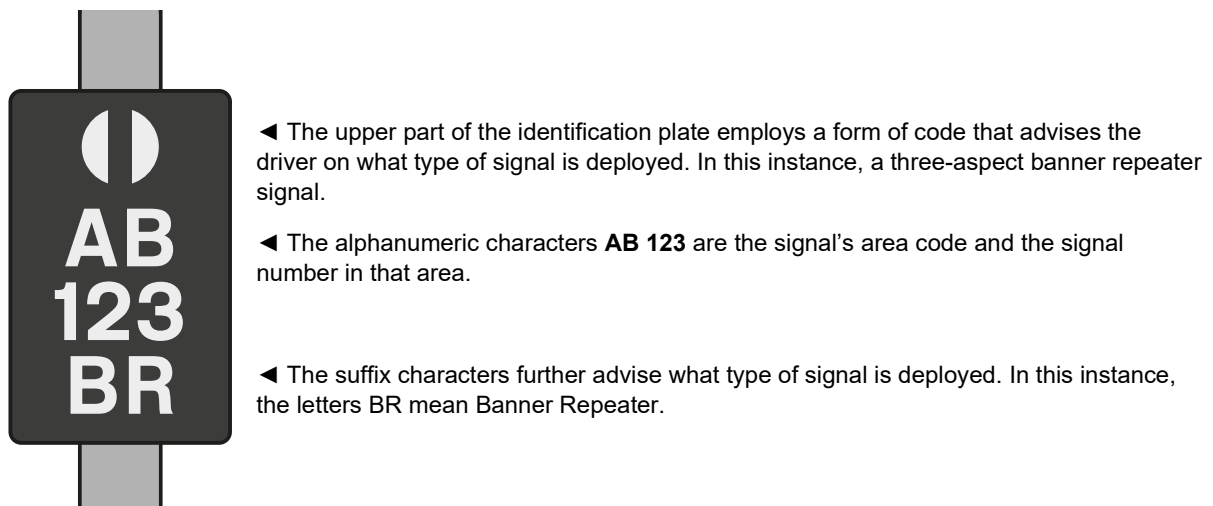 AB
123
BR
◄ The upper part of the identification plate employs a form of code that advises the
driver on what type of signal is deployed. In this instance, a three-aspect banner repeater
signal.
◄ The alphanumeric characters AB 123 are the signal’s area code and the signal
number in that area.
◄ The suffix characters further advise what type of signal is deployed. In this instance,
the letters BR mean Banner Repeater.